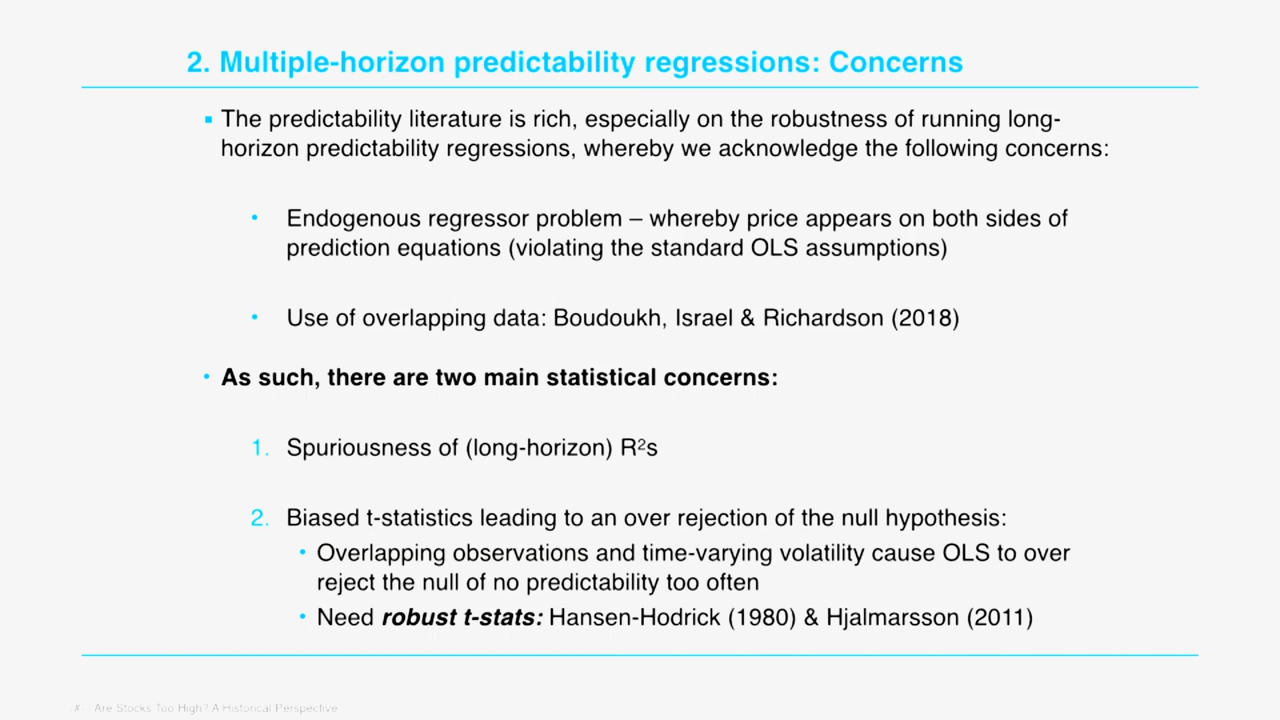 2. Multiple-horizon predictability regressions: Concerns
▪ The predictability literature is rich, especially on the robustness of running long-
horizon predictability regressions, whereby we acknowledge the following concerns:
• Endogenous regressor problem – whereby price appears on both sides of
prediction equations (violating the standard OLS assumptions)
• Use of overlapping data: Boudoukh, Israel & Richardson (2018)
• As such, there are two main statistical concerns:
1. Spuriousness of (long-horizon) R²s
2. Biased t-statistics leading to an over rejection of the null hypothesis:
• Overlapping observations and time-varying volatility cause OLS to over
reject the null of no predictability too often
• Need robust t-stats: Hansen-Hodrick (1980) & Hjalmarsson (2011)
# Are Stocks Too High? A Historical Perspective